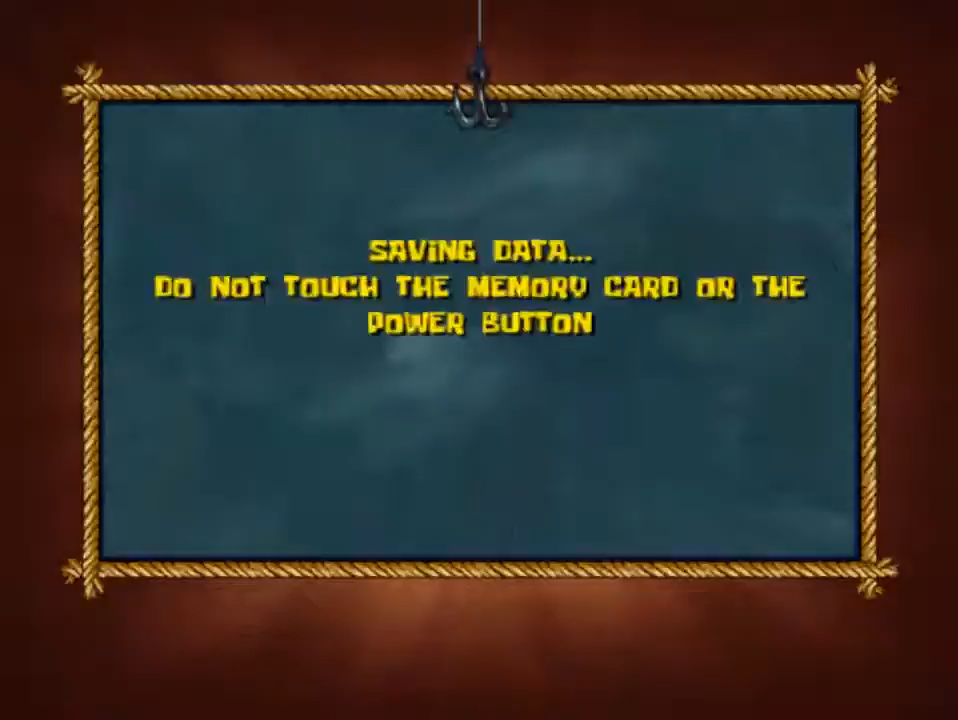 SAVING DATA...
DO NOT TOUCH THE MEMORY CARD OR THE
POWER BUTTON